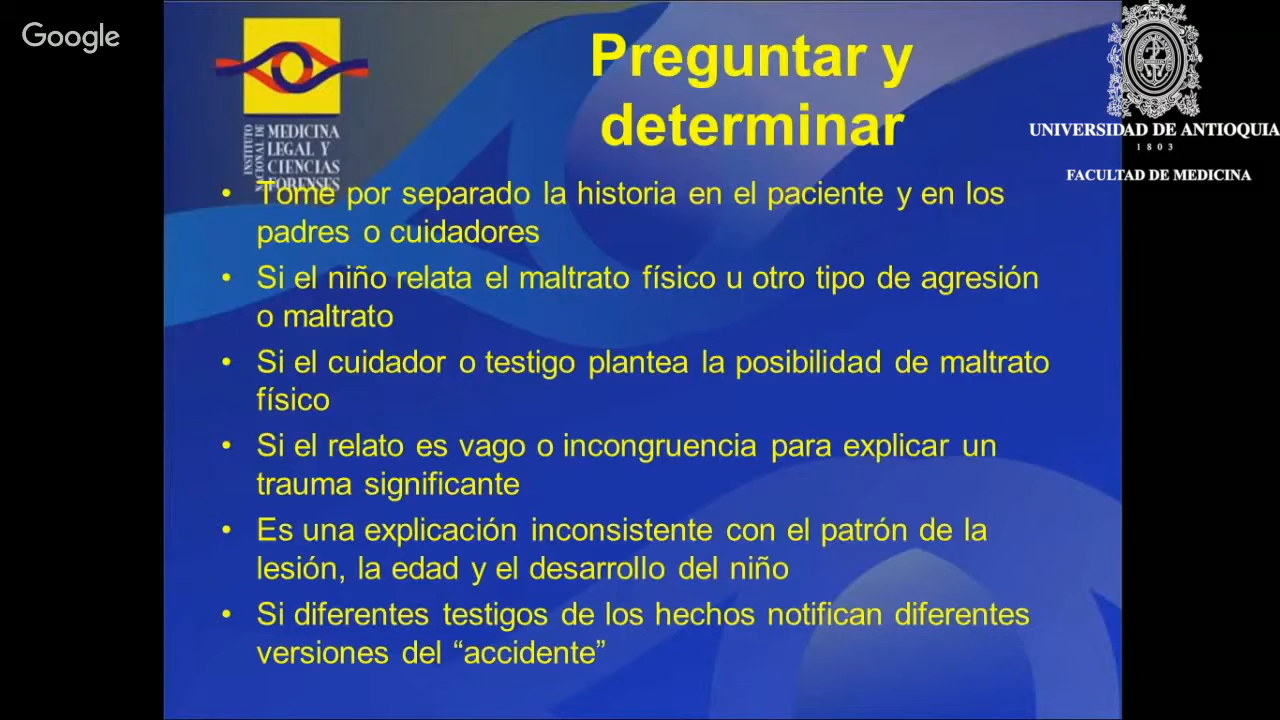 Google
INSTITUTO
NACIONAL DE
MEDICINA
LEGAL Y
CIENCIAS
FORENSES
Preguntar y
determinar
UNIVERSIDAD DE ANTIOQUIA
1803
FACULTAD DE MEDICINA
• Tome por separado la historia en el paciente y en los
padres o cuidadores
• Si el niño relata el maltrato físico u otro tipo de agresión
o maltrato
• Si el cuidador o testigo plantea la posibilidad de maltrato
físico
• Si el relato es vago o incongruencia para explicar un
trauma significante
• Es una explicación inconsistente con el patrón de la
lesión, la edad y el desarrollo del niño
• Si diferentes testigos de los hechos notifican diferentes
versiones del “accidente”